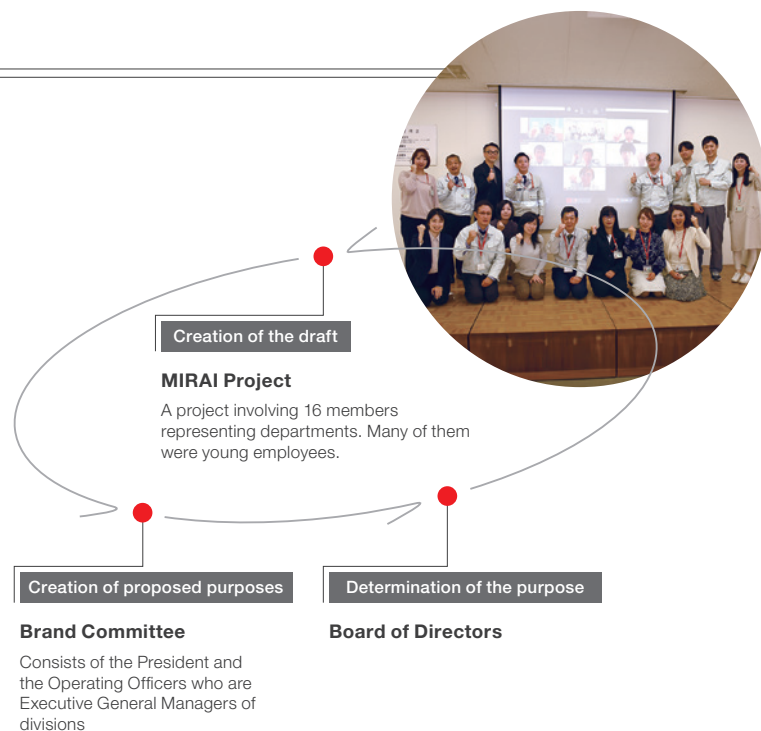 Creation of the draft
MIRAI Project
A project involving 16 members
representing departments. Many of them
were young employees.
Creation of proposed purposes
Brand Committee
Consists of the President and
the Operating Officers who are
Executive General Managers of
divisions
Determination of the purpose
Board of Directors